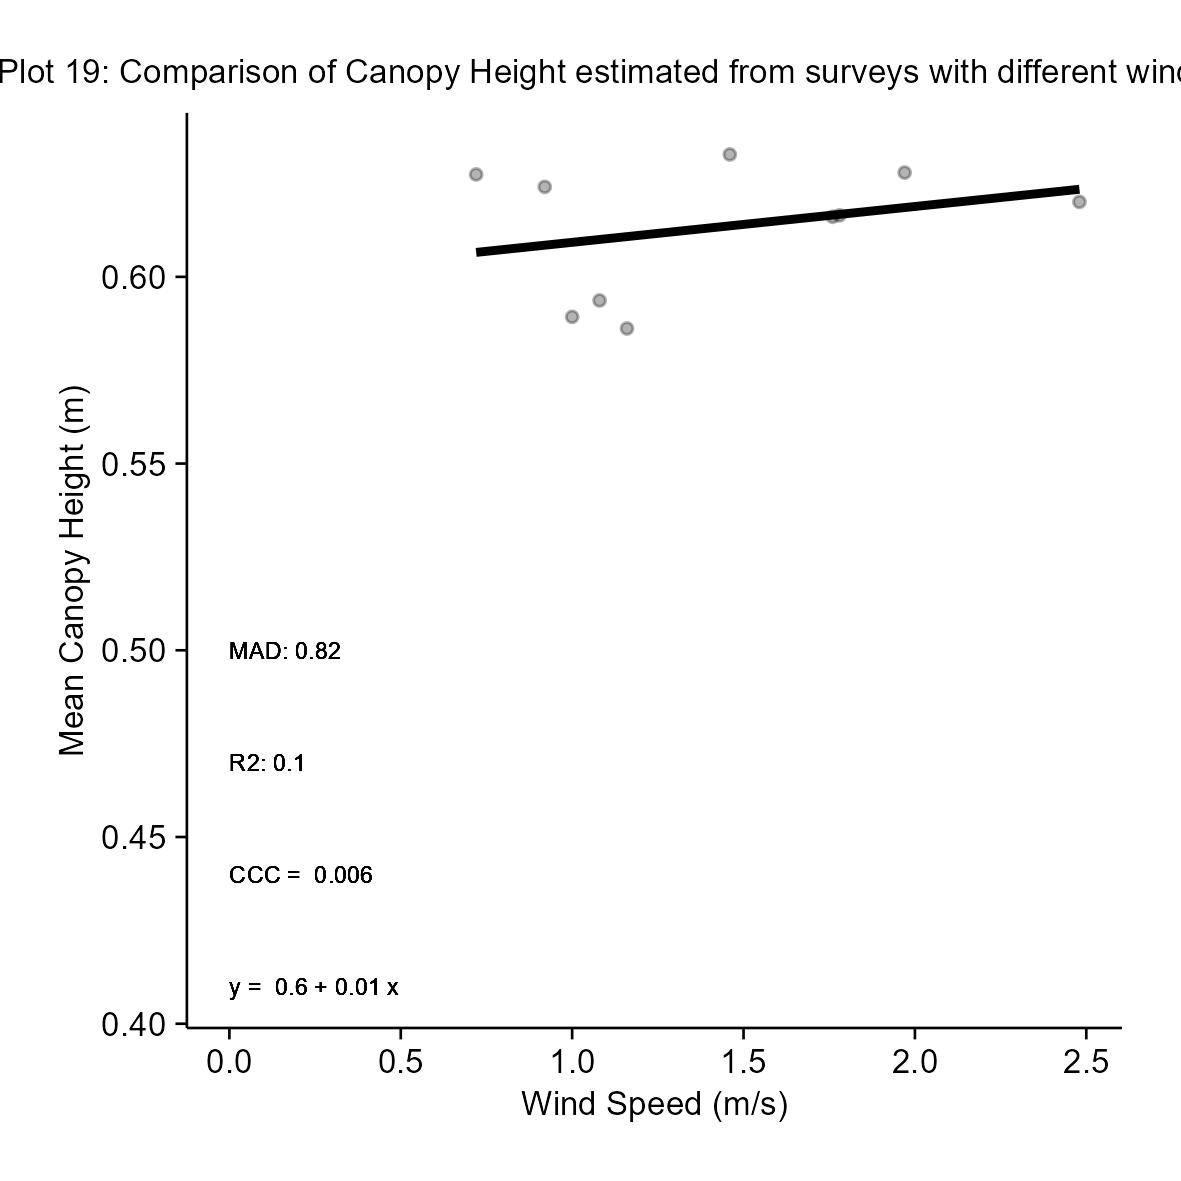 Plot 19: Comparison of Canopy Height estimated from surveys with different
Mean Canopy Height (m)
0.60
0.55
0.50
0.45
0.40
MAD: 0.82
R2: 0.1
CCC = 0.006
y = 0.6 + 0.01 x
0.0 0.5 1.0 1.5 2.0 2.5
Wind Speed (m/s)